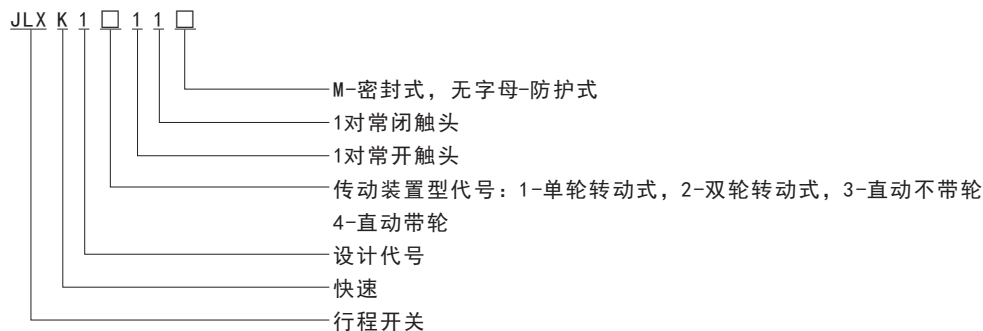 JLX K 1 □ 1 1 □
M-密封式，无字母-防护式
1对常闭触头
1对常开触头
传动装置型代号：1-单轮转动式，2-双轮转动式，3-直动不带轮
4-直动带轮
设计代号
快速
行程开关